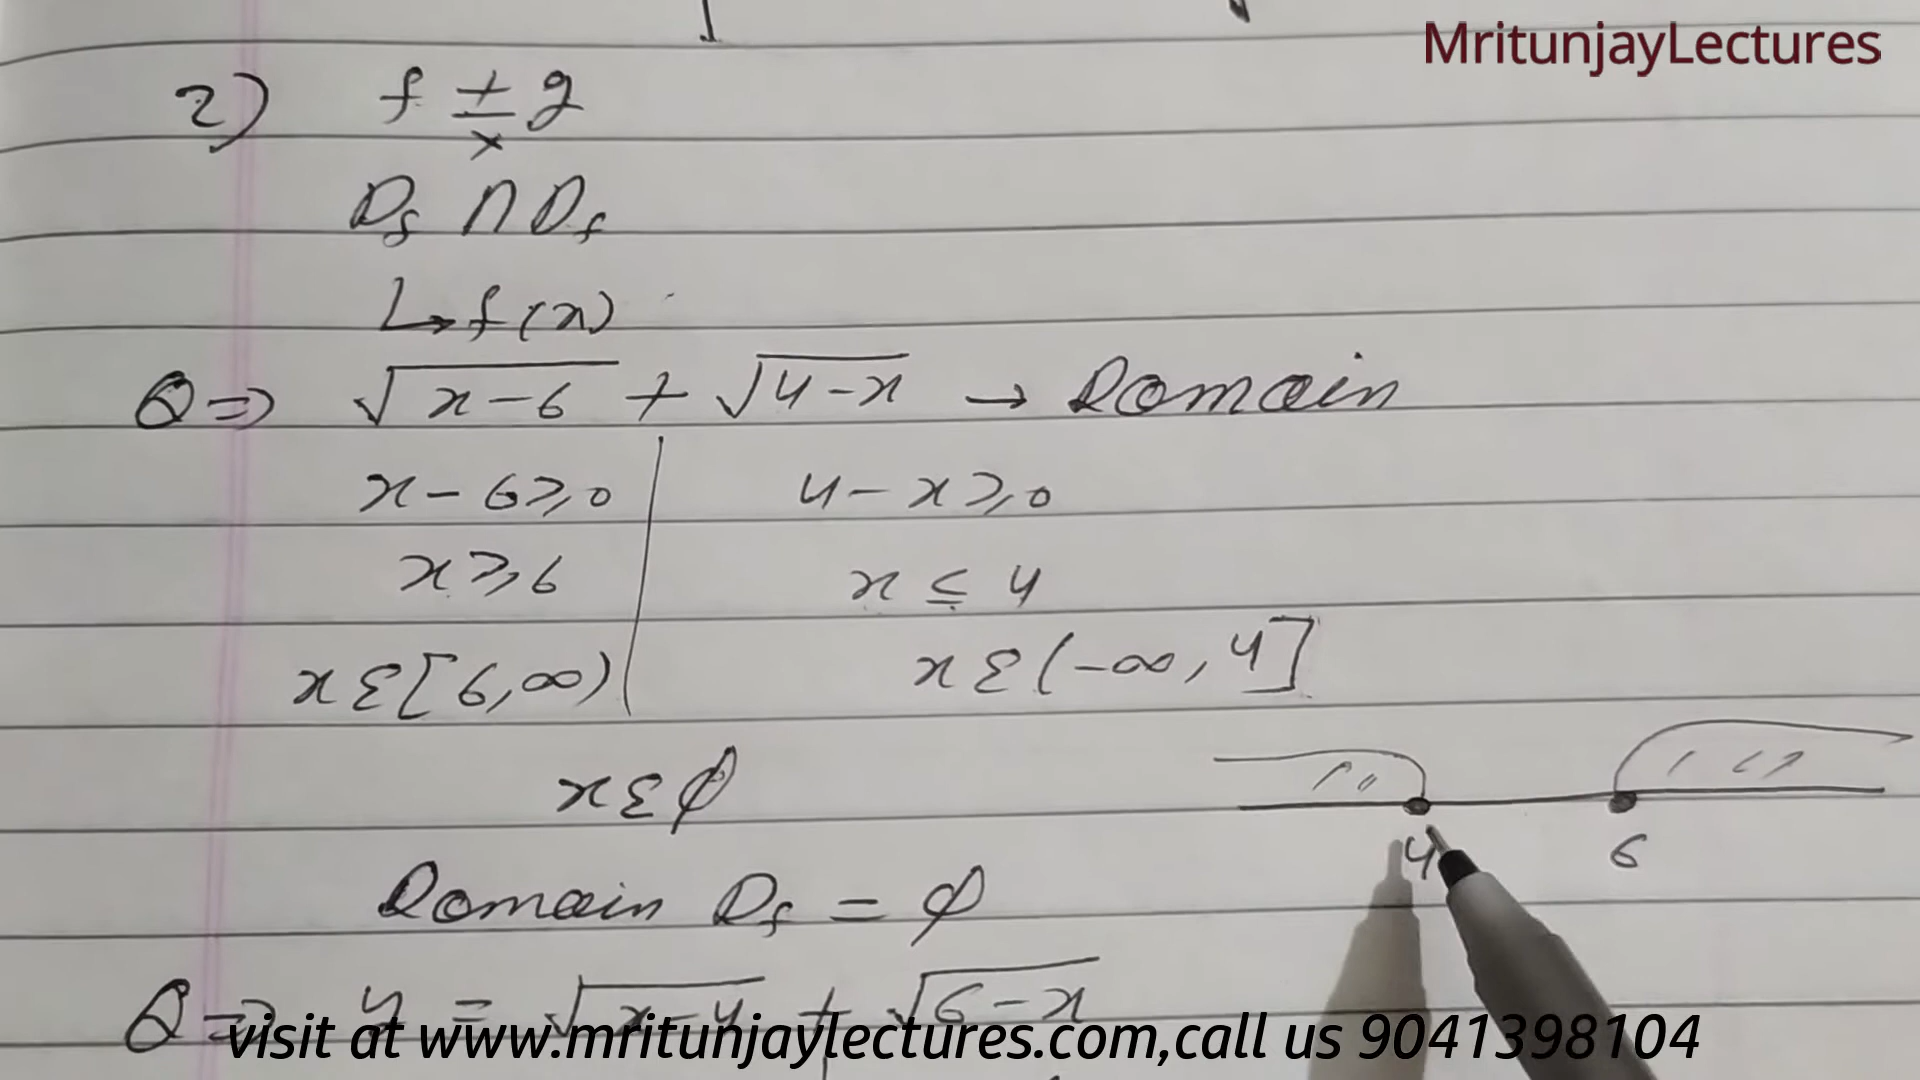 MritunjayLectures
2) f ± g
×
Df ∩ Df
↳ f(x)
Q ⇒ √(x-6) + √(4-x) → Domain
x - 6 ≥ 0 | 4 - x ≥ 0
x ≥ 6 | x ≤ 4
x ε [6, ∞) | x ε (-∞, 4]
x ε φ
4 6
Domain Df = φ
Q ⇒ y = √(x-4) + √(6-x)
visit at www.mritunjaylectures.com,call us 9041398104